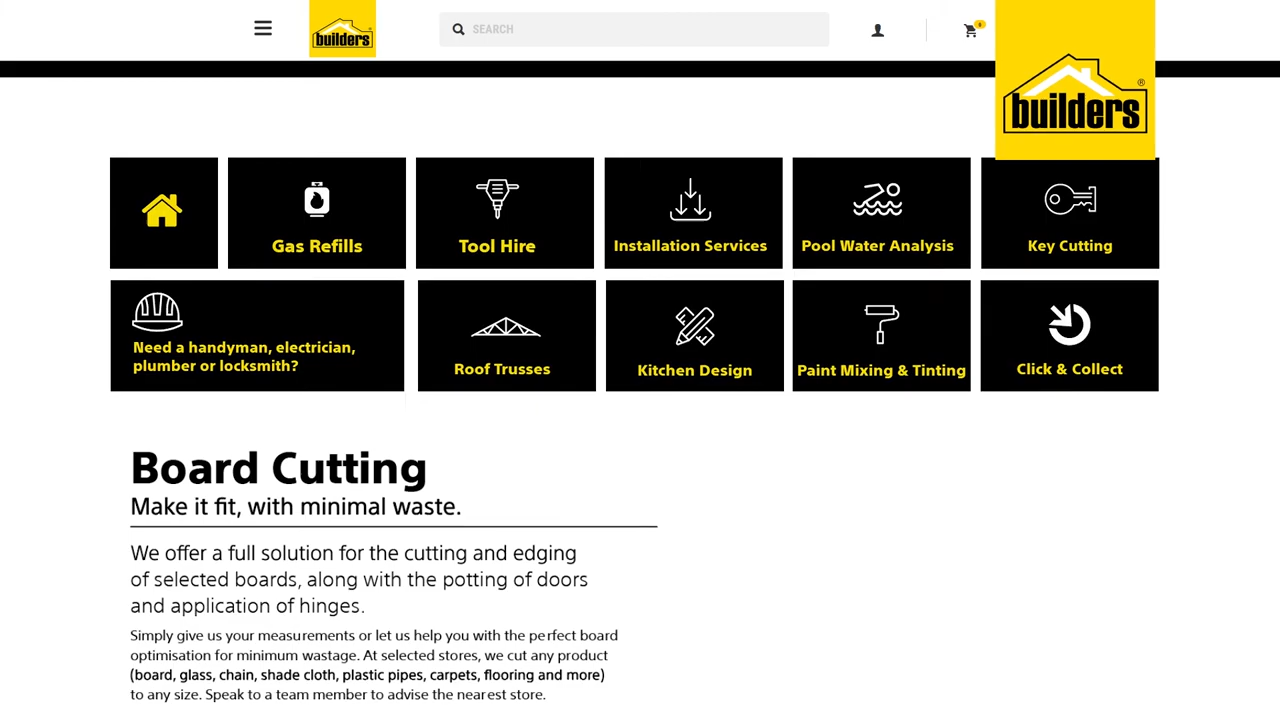 builders
SEARCH
0
builders
Gas Refills
Tool Hire
Installation Services
Pool Water Analysis
Key Cutting
Need a handyman, electrician,
plumber or locksmith?
Roof Trusses
Kitchen Design
Paint Mixing & Tinting
Click & Collect
Board Cutting
Make it fit, with minimal waste.
We offer a full solution for the cutting and edging
of selected boards, along with the potting of doors
and application of hinges.
Simply give us your measurements or let us help you with the perfect board
optimisation for minimum wastage. At selected stores, we cut any product
(board, glass, chain, shade cloth, plastic pipes, carpets, flooring and more)
to any size. Speak to a team member to advise the nearest store.